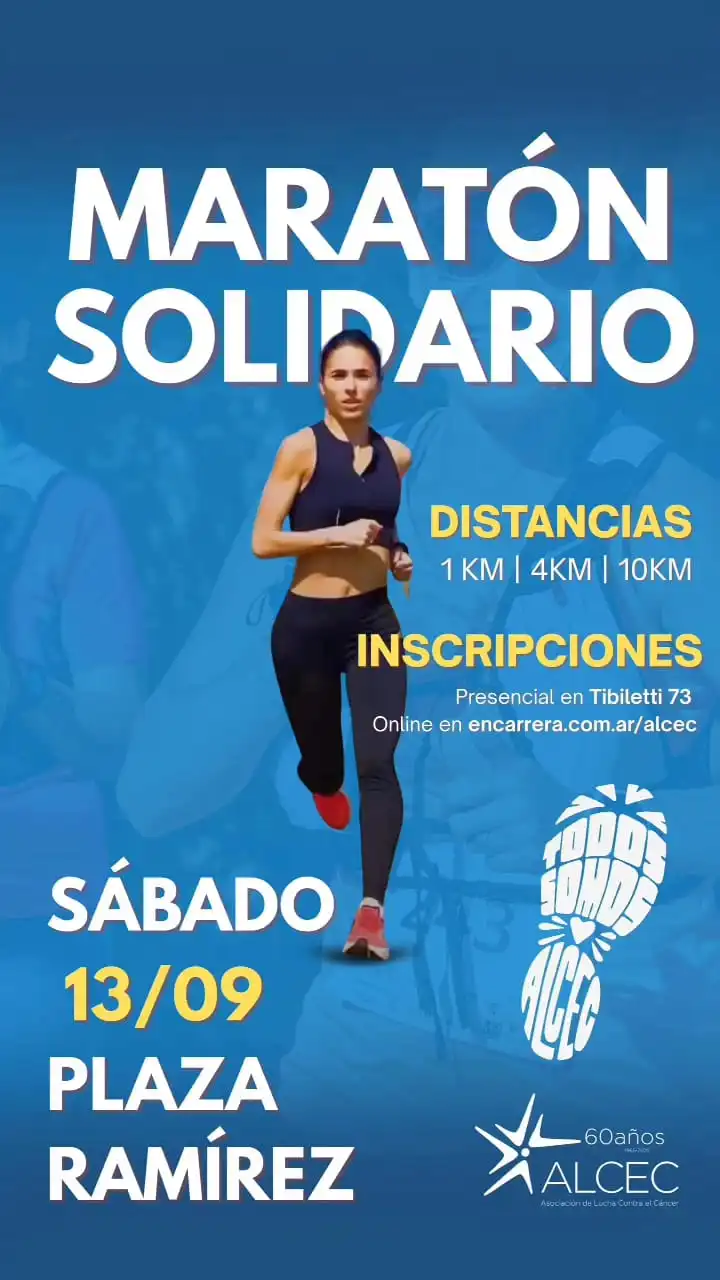 MARATÓN
SOLIDARIO
DISTANCIAS
1 KM | 4KM | 10KM
INSCRIPCIONES
Presencial en Tibiletti 73
Online en encarrera.com.ar/alcec
TODOS
SOMOS
ALCEC
SÁBADO
13/09
PLAZA
RAMÍREZ
60años
ALCEC
Asociación de Lucha Contra el Cáncer